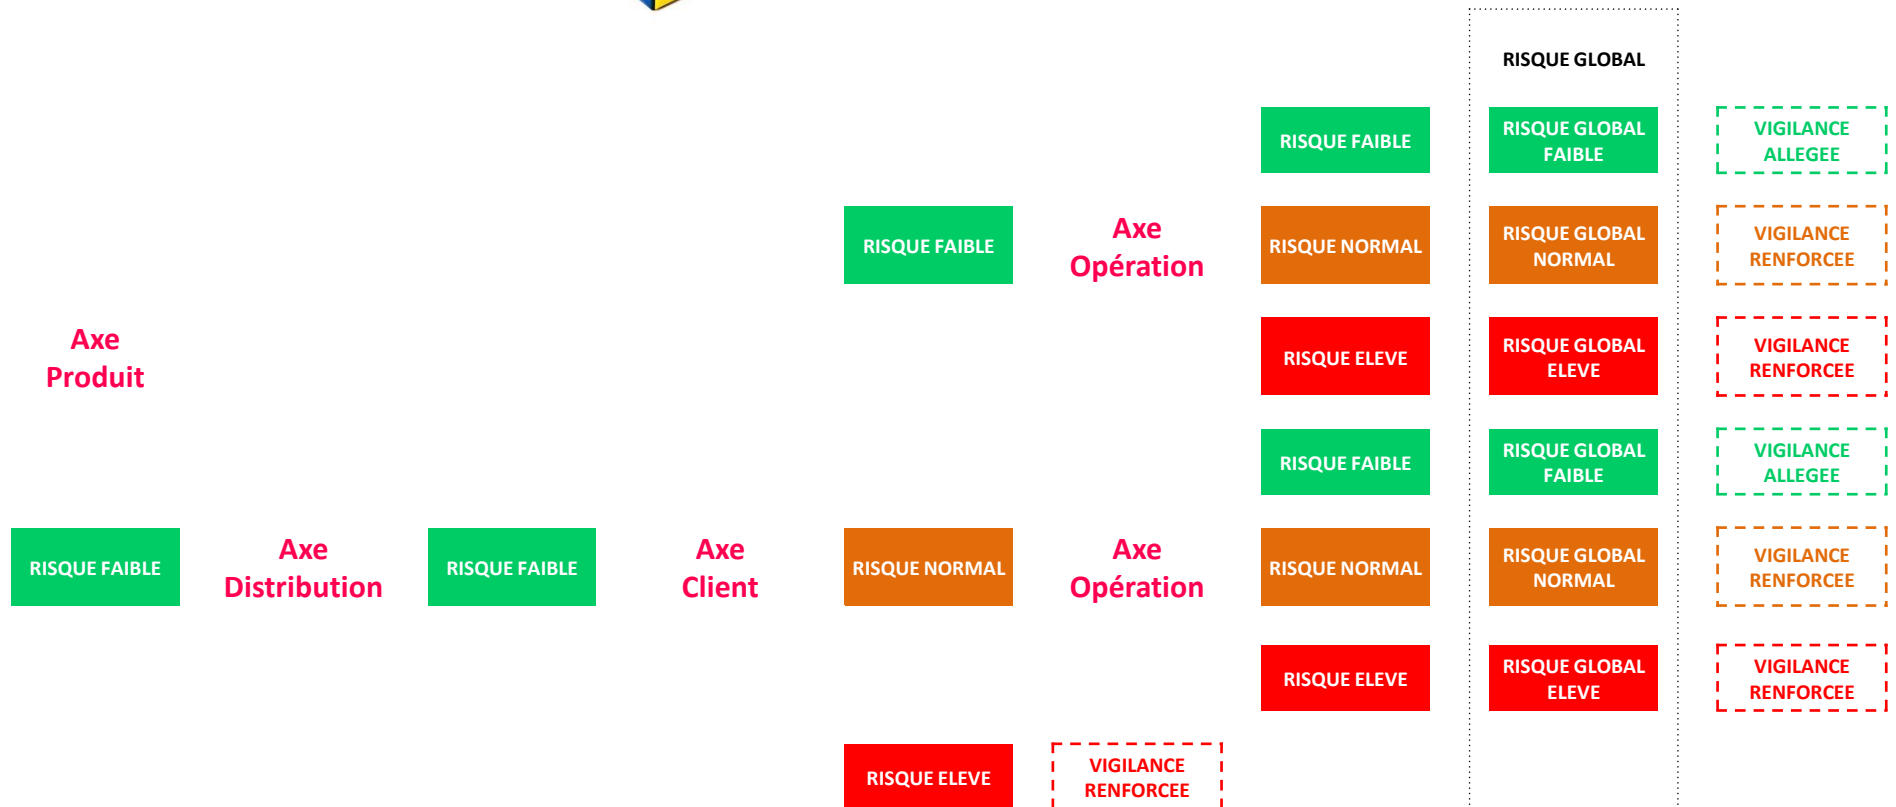 RISQUE GLOBAL
RISQUE FAIBLE
RISQUE GLOBAL
FAIBLE
VIGILANCE
ALLEGEE
RISQUE FAIBLE
Axe
Opération
RISQUE NORMAL
RISQUE GLOBAL
NORMAL
VIGILANCE
RENFORCEE
Axe
Produit
RISQUE ELEVE
RISQUE GLOBAL
ELEVE
VIGILANCE
RENFORCEE
RISQUE FAIBLE
RISQUE GLOBAL
FAIBLE
VIGILANCE
ALLEGEE
RISQUE FAIBLE
Axe
Distribution
RISQUE FAIBLE
Axe
Client
RISQUE NORMAL
Axe
Opération
RISQUE NORMAL
RISQUE GLOBAL
NORMAL
VIGILANCE
RENFORCEE
RISQUE ELEVE
RISQUE GLOBAL
ELEVE
VIGILANCE
RENFORCEE
RISQUE ELEVE
VIGILANCE
RENFORCEE